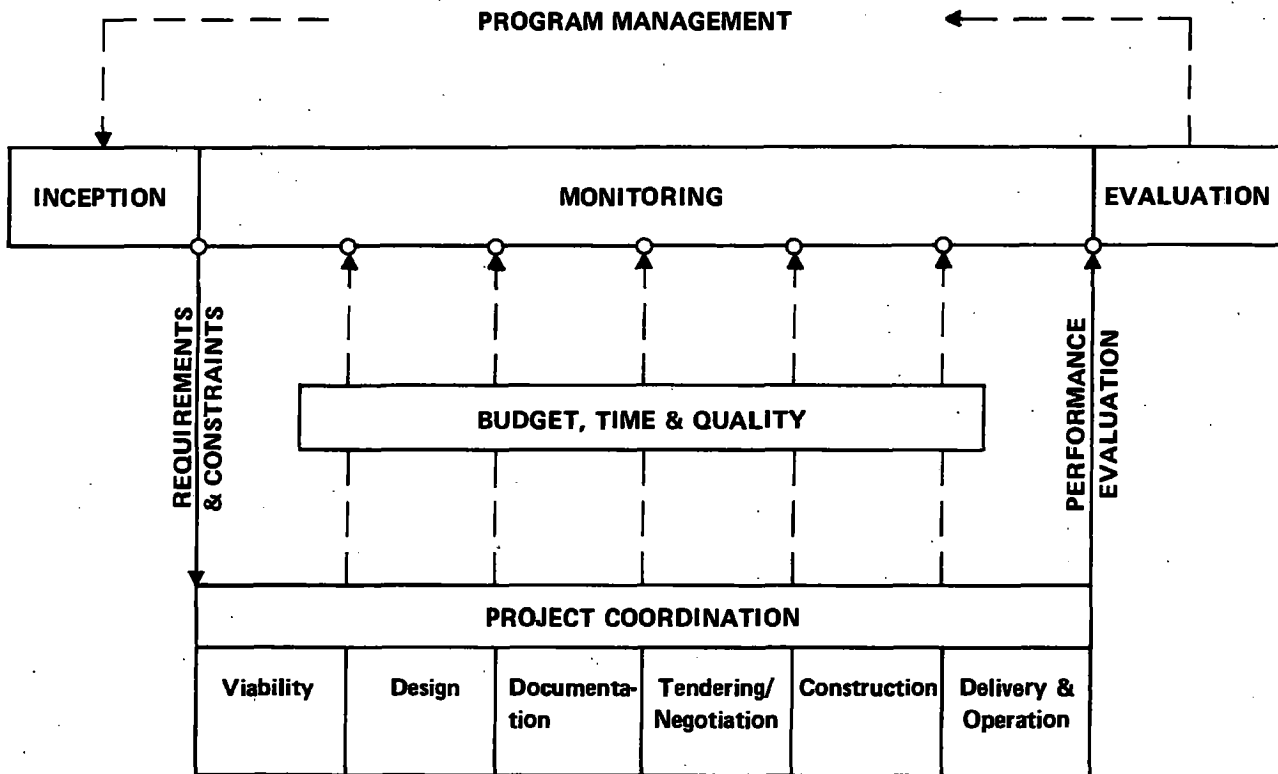 PROGRAM MANAGEMENT
INCEPTION
MONITORING
EVALUATION
REQUIREMENTS
& CONSTRAINTS
BUDGET, TIME & QUALITY
PERFORMANCE
EVALUATION
PROJECT COORDINATION
Viability
Design
Documenta-
tion
Tendering/
Negotiation
Construction
Delivery &
Operation